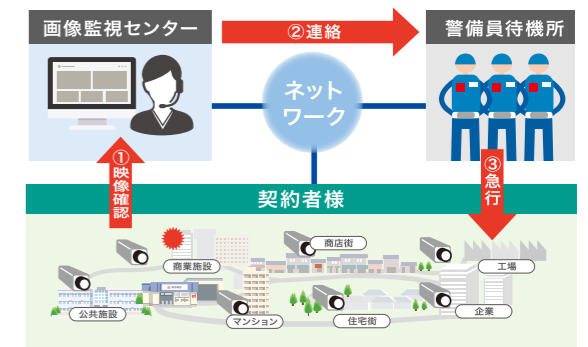 画像監視センター
②連絡
警備員待機所
ネット
ワーク
①映像確認
③急行
契約者様
商店街
商業施設
工場
公共施設
マンション
住宅街
企業